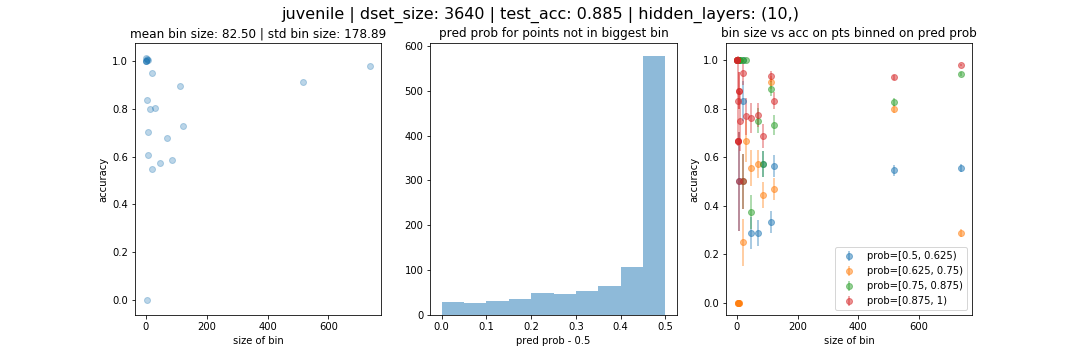 juvenile | dset_size: 3640 | test_acc: 0.885 | hidden_layers: (10,)
mean bin size: 82.50 | std bin size: 178.89
1.0
0.8
0.6
0.4
0.2
0.0
accuracy
0
200
400
600
size of bin
pred prob for points not in biggest bin
600
500
400
300
200
100
0
0.0
0.1
0.2
0.3
0.4
0.5
pred prob - 0.5
bin size vs acc on pts binned on pred prob
1.0
0.8
0.6
0.4
0.2
0.0
accuracy
prob=[0.5, 0.625)
prob=[0.625, 0.75)
prob=[0.75, 0.875)
prob=[0.875, 1)
0
200
400
600
size of bin